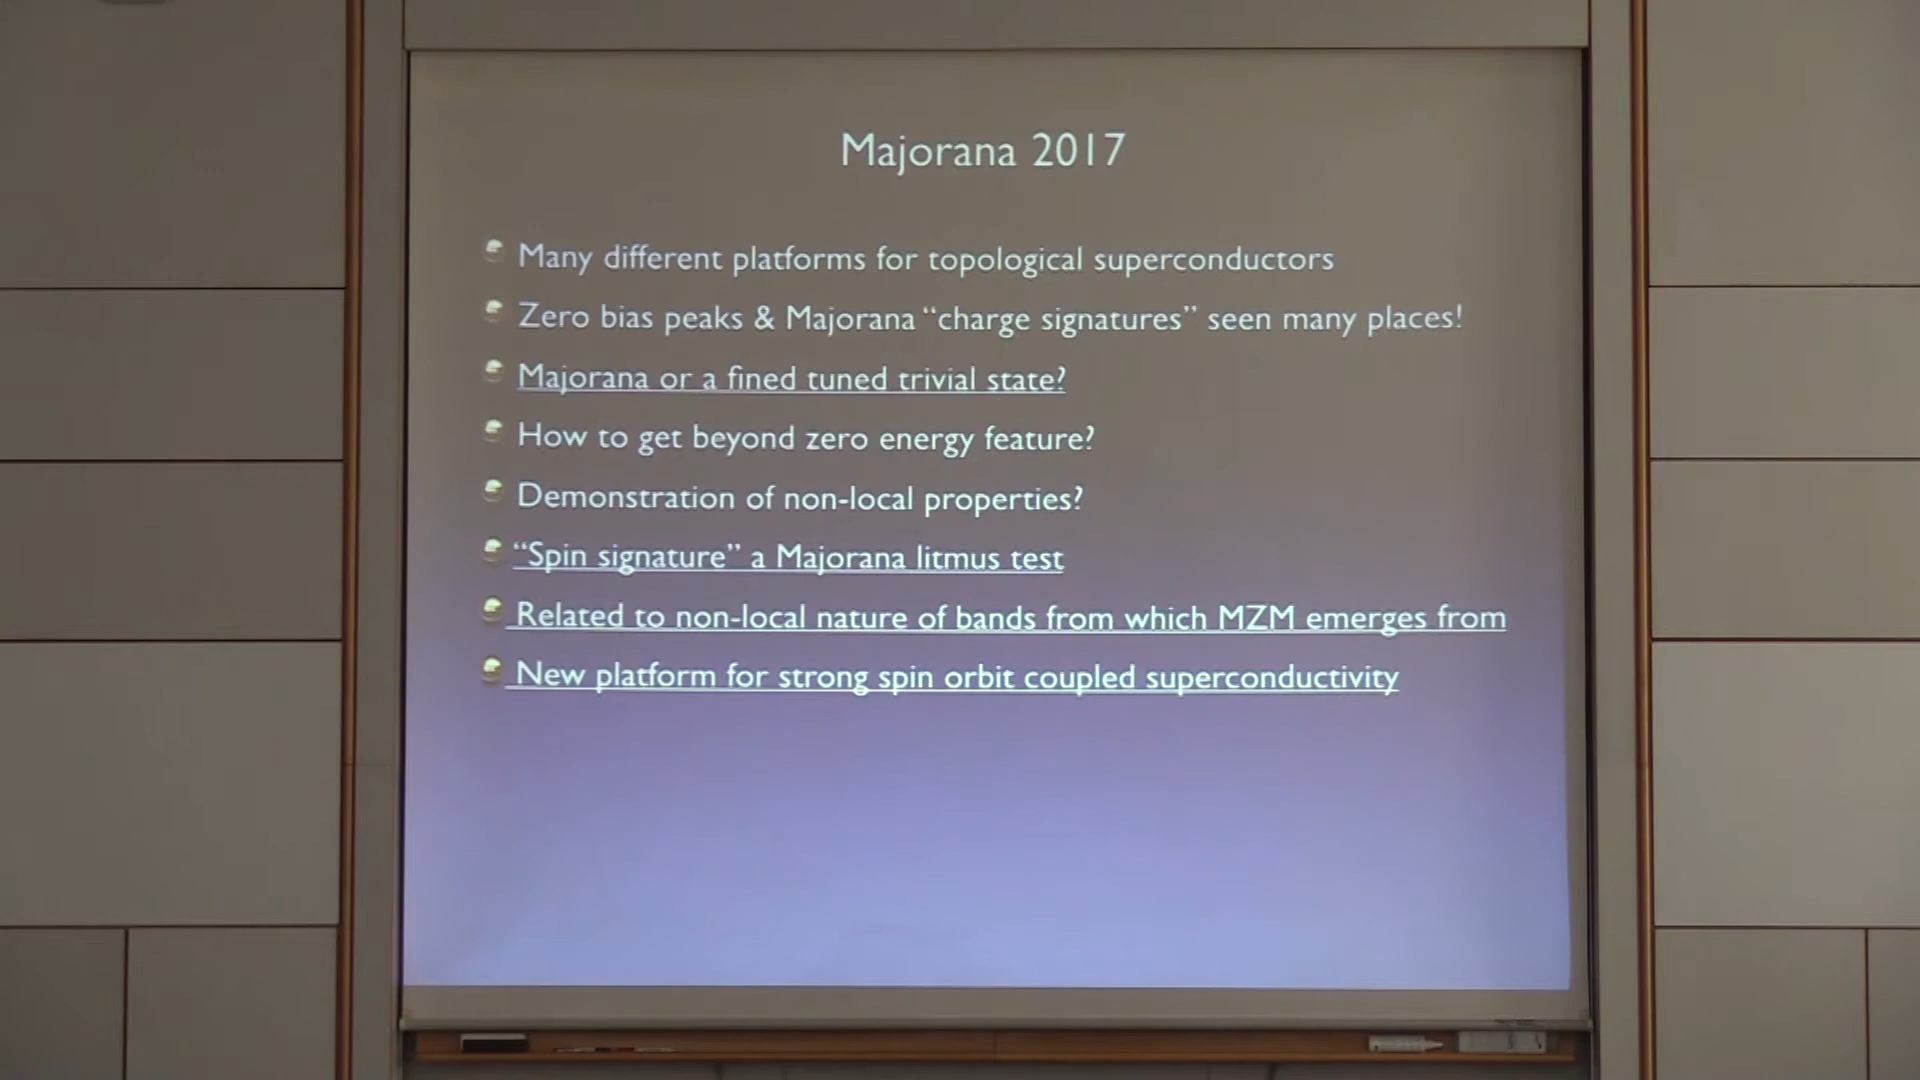 Majorana 2017
Many different platforms for topological superconductors
Zero bias peaks & Majorana “charge signatures” seen many places!
Majorana or a fined tuned trivial state?
How to get beyond zero energy feature?
Demonstration of non-local properties?
“Spin signature” a Majorana litmus test
Related to non-local nature of bands from which MZM emerges from
New platform for strong spin orbit coupled superconductivity